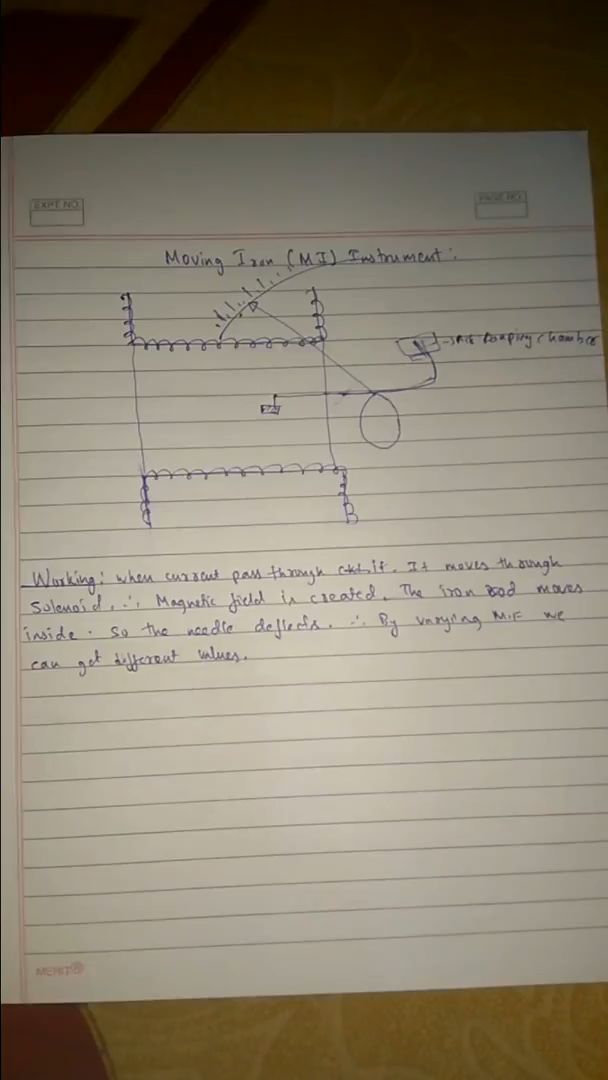 EXPT. NO.
PAGE NO.
Moving Iron (MI) Instrument:
Damping Chamber
Working: when current pass through ckt it. It moves through
Solenoid. ∴ Magnetic field is created. The iron rod moves
inside. So the needle deflects. ∴ By varying M.F we
can get different values.
MERIT